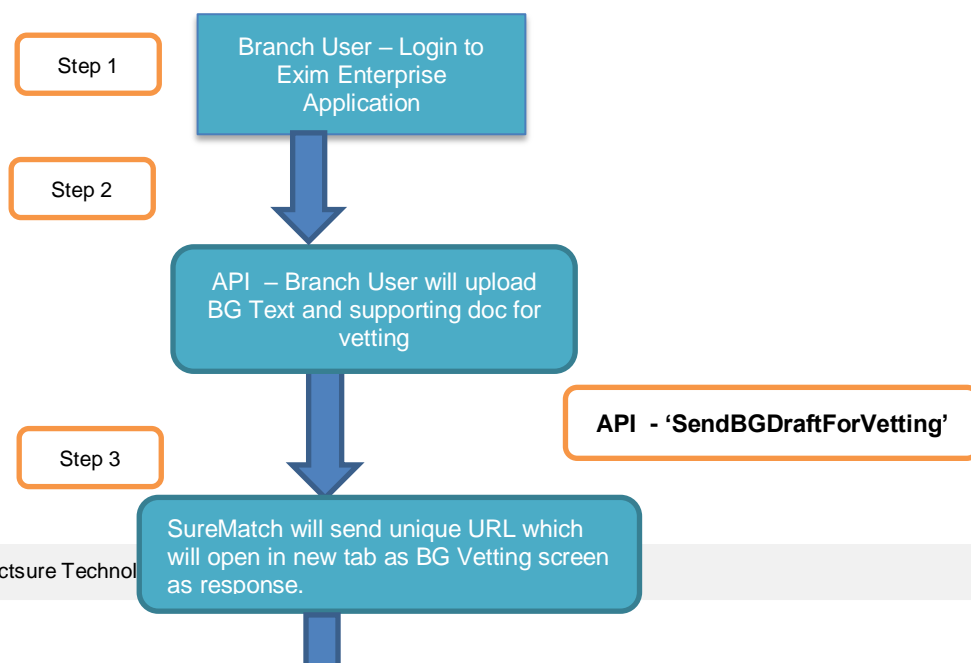 Step 1
Branch User – Login to
Exim Enterprise
Application
Step 2
API – Branch User will upload
BG Text and supporting doc for
vetting
API - ‘SendBGDraftForVetting’
Step 3
SureMatch will send unique URL which
will open in new tab as BG Vetting screen
as response.